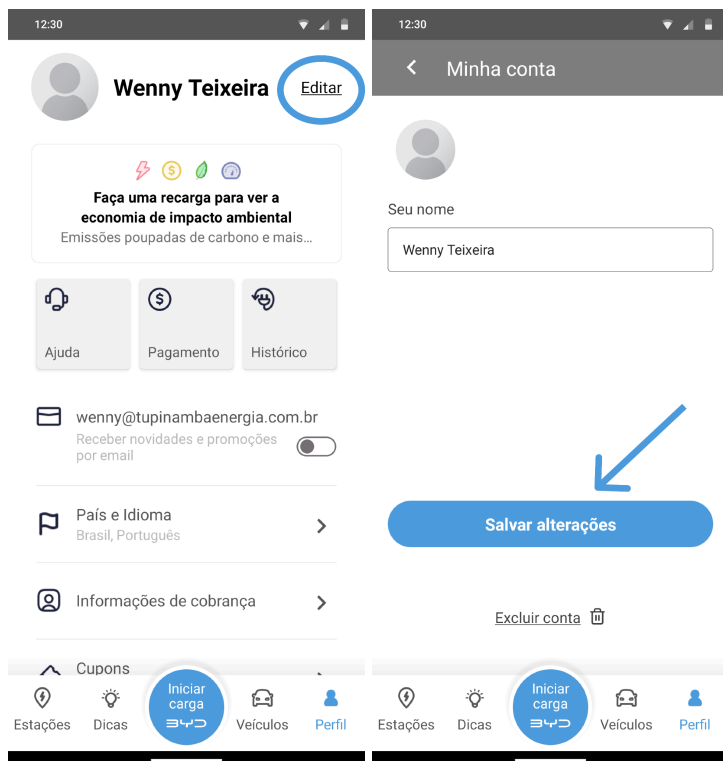 12:30
Wenny Teixeira
Editar
Faça uma recarga para ver a
economia de impacto ambiental
Emissões poupadas de carbono e mais...
Ajuda
Pagamento
Histórico
wenny@tupinambaenergia.com.br
Receber novidades e promoções
por email
País e Idioma
Brasil, Português
Informações de cobrança
Cupons
Estações
Dicas
Iniciar
carga
BYD
Veículos
Perfil
12:30
Minha conta
Seu nome
Wenny Teixeira
Salvar alterações
Excluir conta
Estações
Dicas
Iniciar
carga
BYD
Veículos
Perfil